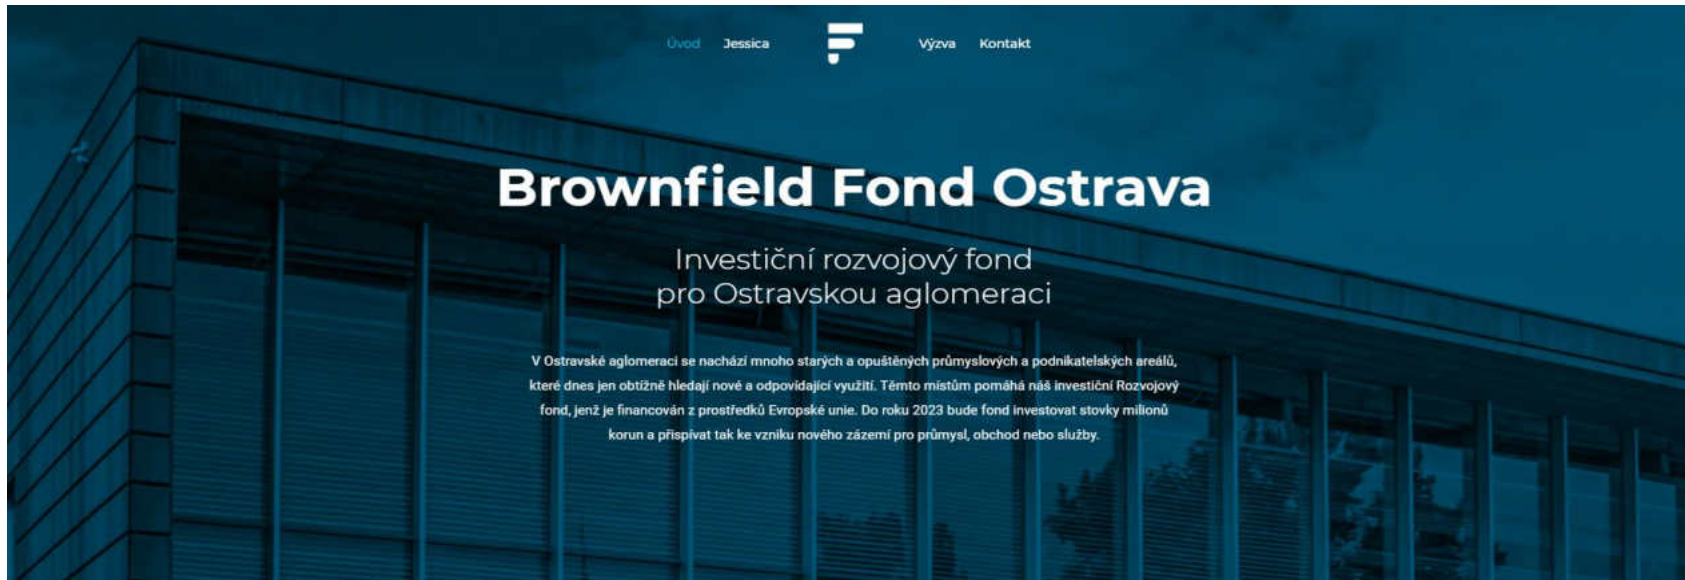 Úvod Jessica Výzva Kontakt
Brownfield Fond Ostrava
Investiční rozvojový fond
pro Ostravskou aglomeraci
V Ostravské aglomeraci se nachází mnoho starých a opuštěných průmyslových a podnikatelských areálů,
které dnes jen obtížně hledají nové a odpovídající využití. Těmto místům pomáhá náš investiční Rozvojový
fond, jenž je financován z prostředků Evropské unie. Do roku 2023 bude fond investovat stovky milionů
korun a přispívat tak ke vzniku nového zázemí pro průmysl, obchod nebo služby.